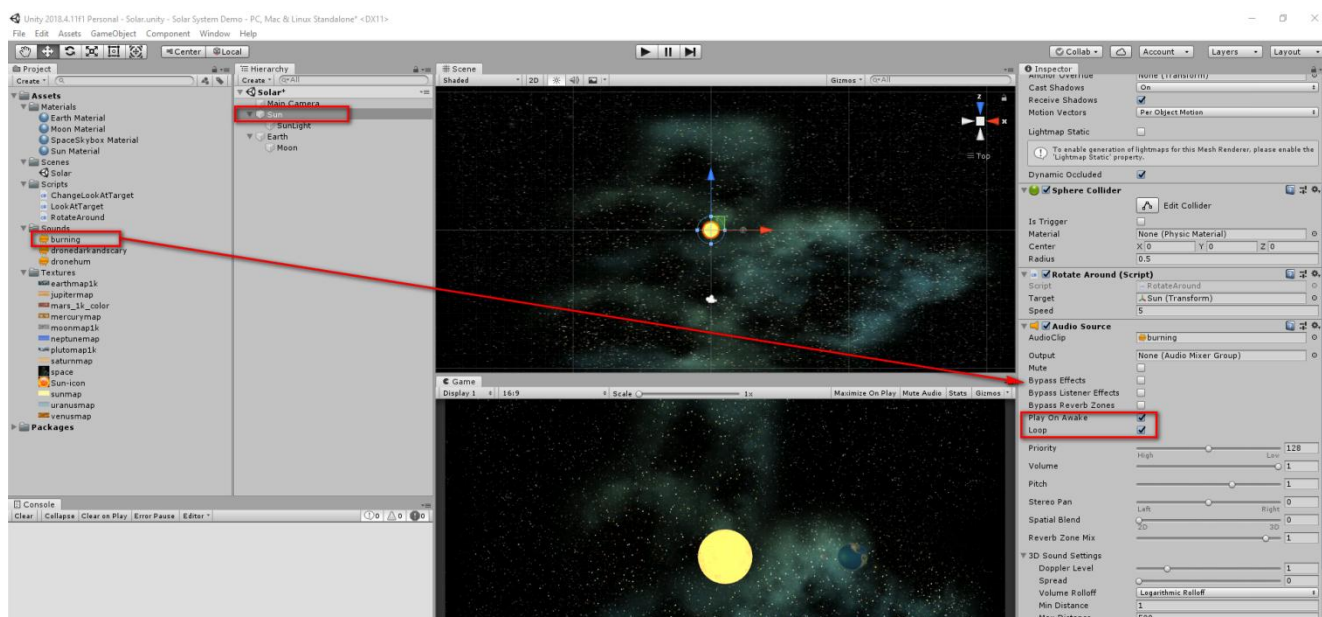 Unity 2018.4.11f1 Personal - Solar.unity - Solar System Demo - PC, Mac & Linux Standalone* <DX11>
File Edit Assets GameObject Component Window Help
Center Local
Collab Account Layers Layout
Project
Create
Assets
Materials
Earth Material
Moon Material
SpaceSkybox Material
Sun Material
Scenes
Solar
Scripts
ChangeLookAtTarget
LookAtTarget
RotateAround
Sounds
burning
dronedarkandscary
dronehum
Textures
earthmap1k
jupitermap
mars_1k_color
mercurymap
moonmap1k
neptunemap
plutomap1k
saturnmap
space
Sun-icon
sunmap
uranusmap
venusmap
Packages
Console
Clear Collapse Clear on Play Error Pause Editor 0 0 0
Hierarchy
Create All
Solar*
Main Camera
Sun
SunLight
Earth
Moon
Scene
Shaded 2D Gizmos All
z
x
Top
Game
Display 1 16:9 Scale 1x Maximize On Play Mute Audio Stats Gizmos
Inspector
Anchor Override None (Transform)
Cast Shadows On
Receive Shadows
Motion Vectors Per Object Motion
Lightmap Static
To enable generation of lightmaps for this Mesh Renderer, please enable the
'Lightmap Static' property.
Dynamic Occluded
Sphere Collider
Edit Collider
Is Trigger
Material None (Physic Material)
Center X 0 Y 0 Z 0
Radius 0.5
Rotate Around (Script)
Script RotateAround
Target Sun (Transform)
Speed 5
Audio Source
AudioClip burning
Output None (Audio Mixer Group)
Mute
Bypass Effects
Bypass Listener Effects
Bypass Reverb Zones
Play On Awake
Loop
Priority 128
High Low
Volume 1
Pitch 1
Stereo Pan 0
Left Right
Spatial Blend 0
2D 3D
Reverb Zone Mix 1
3D Sound Settings
Doppler Level 1
Spread 0
Volume Rolloff Logarithmic Rolloff
Min Distance 1
Max Distance 500